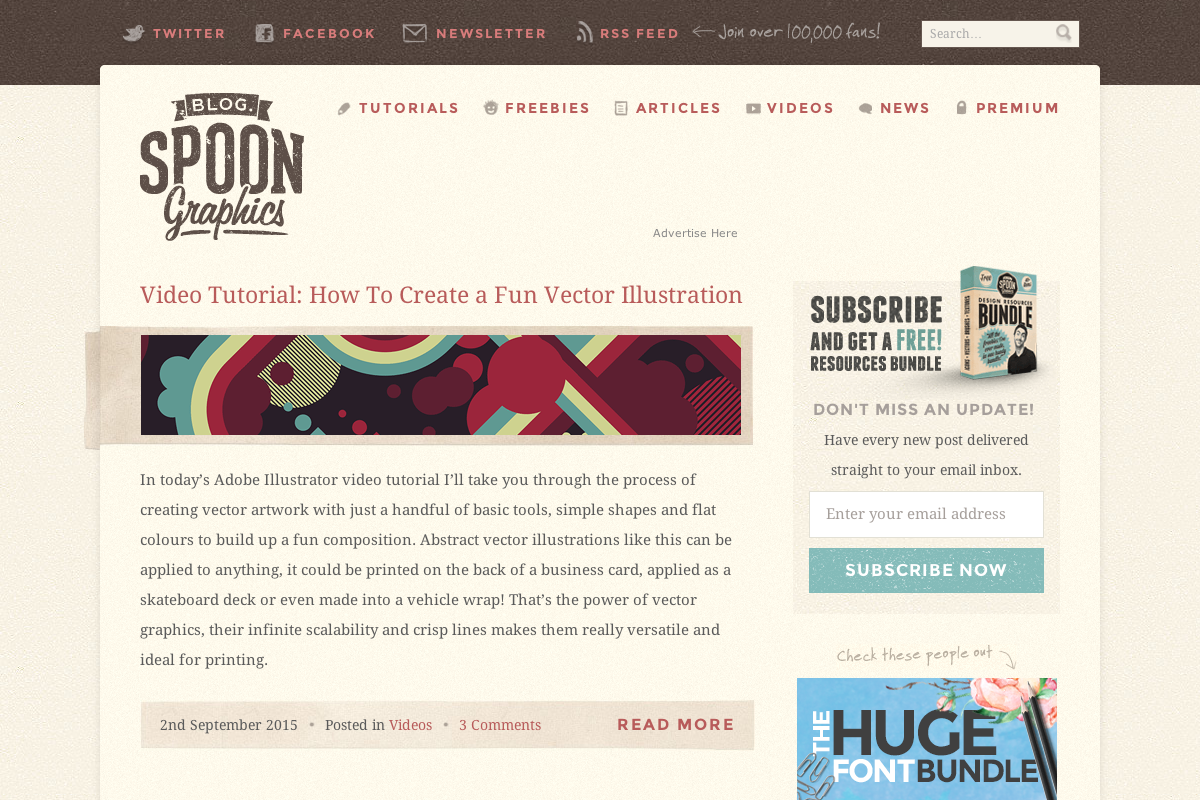 TWITTER FACEBOOK NEWSLETTER RSS FEED Join over 100,000 fans! Search...
BLOG.
SPOON
Graphics
TUTORIALS FREEBIES ARTICLES VIDEOS NEWS PREMIUM
Advertise Here
Video Tutorial: How To Create a Fun Vector Illustration
In today’s Adobe Illustrator video tutorial I’ll take you through the process of
creating vector artwork with just a handful of basic tools, simple shapes and flat
colours to build up a fun composition. Abstract vector illustrations like this can be
applied to anything, it could be printed on the back of a business card, applied as a
skateboard deck or even made into a vehicle wrap! That’s the power of vector
graphics, their infinite scalability and crisp lines makes them really versatile and
ideal for printing.
2nd September 2015 • Posted in Videos • 3 Comments READ MORE
SUBSCRIBE
AND GET A FREE!
RESOURCES BUNDLE
SPOON
DESIGN RESOURCES
BUNDLE
DON'T MISS AN UPDATE!
Have every new post delivered
straight to your email inbox.
Enter your email address
SUBSCRIBE NOW
Check these people out
THE HUGE
FONT BUNDLE